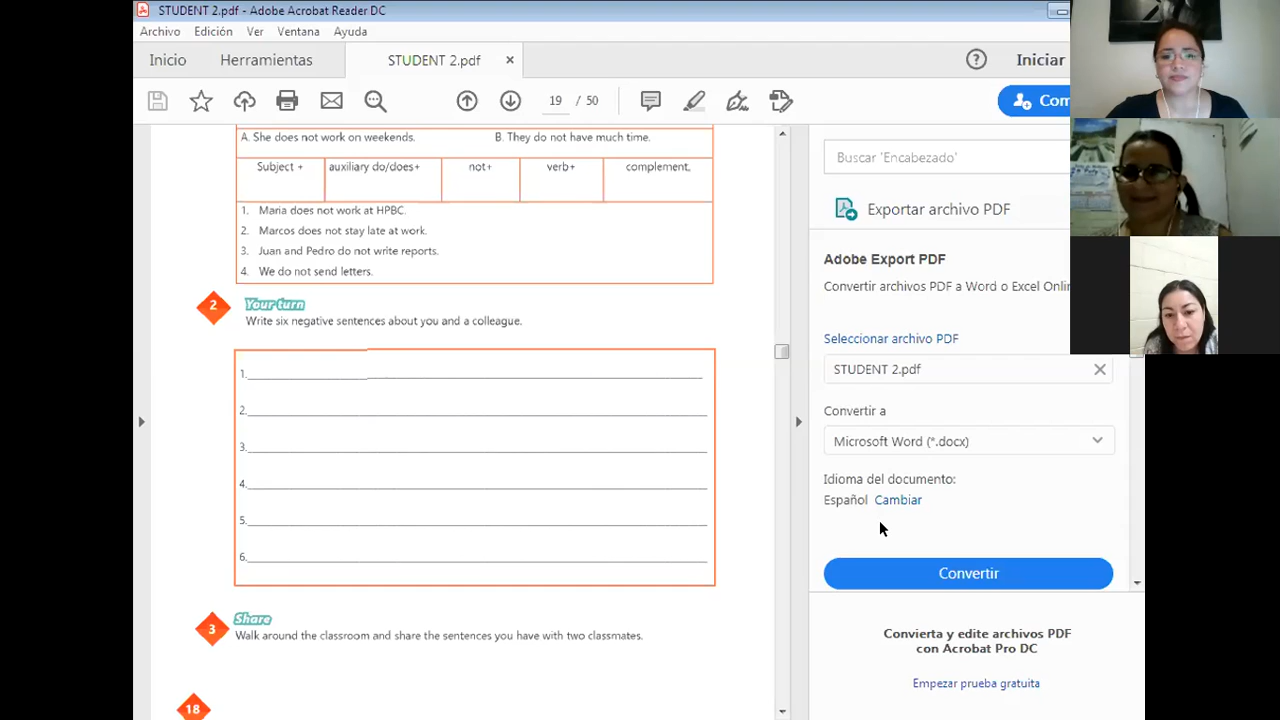 STUDENT 2.pdf - Adobe Acrobat Reader DC
Archivo Edición Ver Ventana Ayuda
Inicio Herramientas STUDENT 2.pdf × ? Iniciar
19 / 50 Com
A. She does not work on weekends. B. They do not have much time.
Subject + auxiliary do/does+ not+ verb+ complement,
1. Maria does not work at HPBC.
2. Marcos does not stay late at work.
3. Juan and Pedro do not write reports.
4. We do not send letters.
2 Your turn
Write six negative sentences about you and a colleague.
1.
2.
3.
4.
5.
6.
3 Share
Walk around the classroom and share the sentences you have with two classmates.
18
Buscar 'Encabezado'
Exportar archivo PDF
Adobe Export PDF
Convertir archivos PDF a Word o Excel Onlin
Seleccionar archivo PDF
STUDENT 2.pdf
Convertir a
Microsoft Word (*.docx)
Idioma del documento:
Español Cambiar
Convertir
Convierta y edite archivos PDF
con Acrobat Pro DC
Empezar prueba gratuita